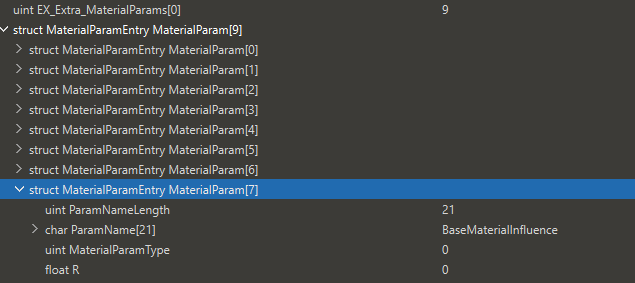 uint EX_Extra_MaterialParams[0] 9
struct MaterialParamEntry MaterialParam[9]
struct MaterialParamEntry MaterialParam[0]
struct MaterialParamEntry MaterialParam[1]
struct MaterialParamEntry MaterialParam[2]
struct MaterialParamEntry MaterialParam[3]
struct MaterialParamEntry MaterialParam[4]
struct MaterialParamEntry MaterialParam[5]
struct MaterialParamEntry MaterialParam[6]
struct MaterialParamEntry MaterialParam[7]
uint ParamNameLength 21
char ParamName[21] BaseMaterialInfluence
uint MaterialParamType 0
float R 0